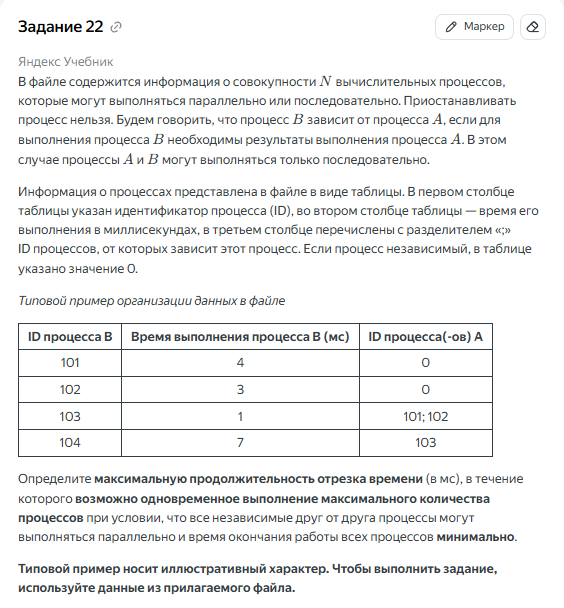 Задание 22
Маркер
Яндекс Учебник
В файле содержится информация о совокупности N вычислительных процессов,
которые могут выполняться параллельно или последовательно. Приостанавливать
процесс нельзя. Будем говорить, что процесс B зависит от процесса A, если для
выполнения процесса B необходимы результаты выполнения процесса A. В этом
случае процессы A и B могут выполняться только последовательно.
Информация о процессах представлена в файле в виде таблицы. В первом столбце
таблицы указан идентификатор процесса (ID), во втором столбце таблицы — время его
выполнения в миллисекундах, в третьем столбце перечислены с разделителем «;»
ID процессов, от которых зависит этот процесс. Если процесс независимый, в таблице
указано значение 0.
Типовой пример организации данных в файле
ID процесса B Время выполнения процесса B (мс) ID процесса(-ов) A
101 4 0
102 3 0
103 1 101; 102
104 7 103
Определите максимальную продолжительность отрезка времени (в мс), в течение
которого возможно одновременное выполнение максимального количества
процессов при условии, что все независимые друг от друга процессы могут
выполняться параллельно и время окончания работы всех процессов минимально.
Типовой пример носит иллюстративный характер. Чтобы выполнить задание,
используйте данные из прилагаемого файла.